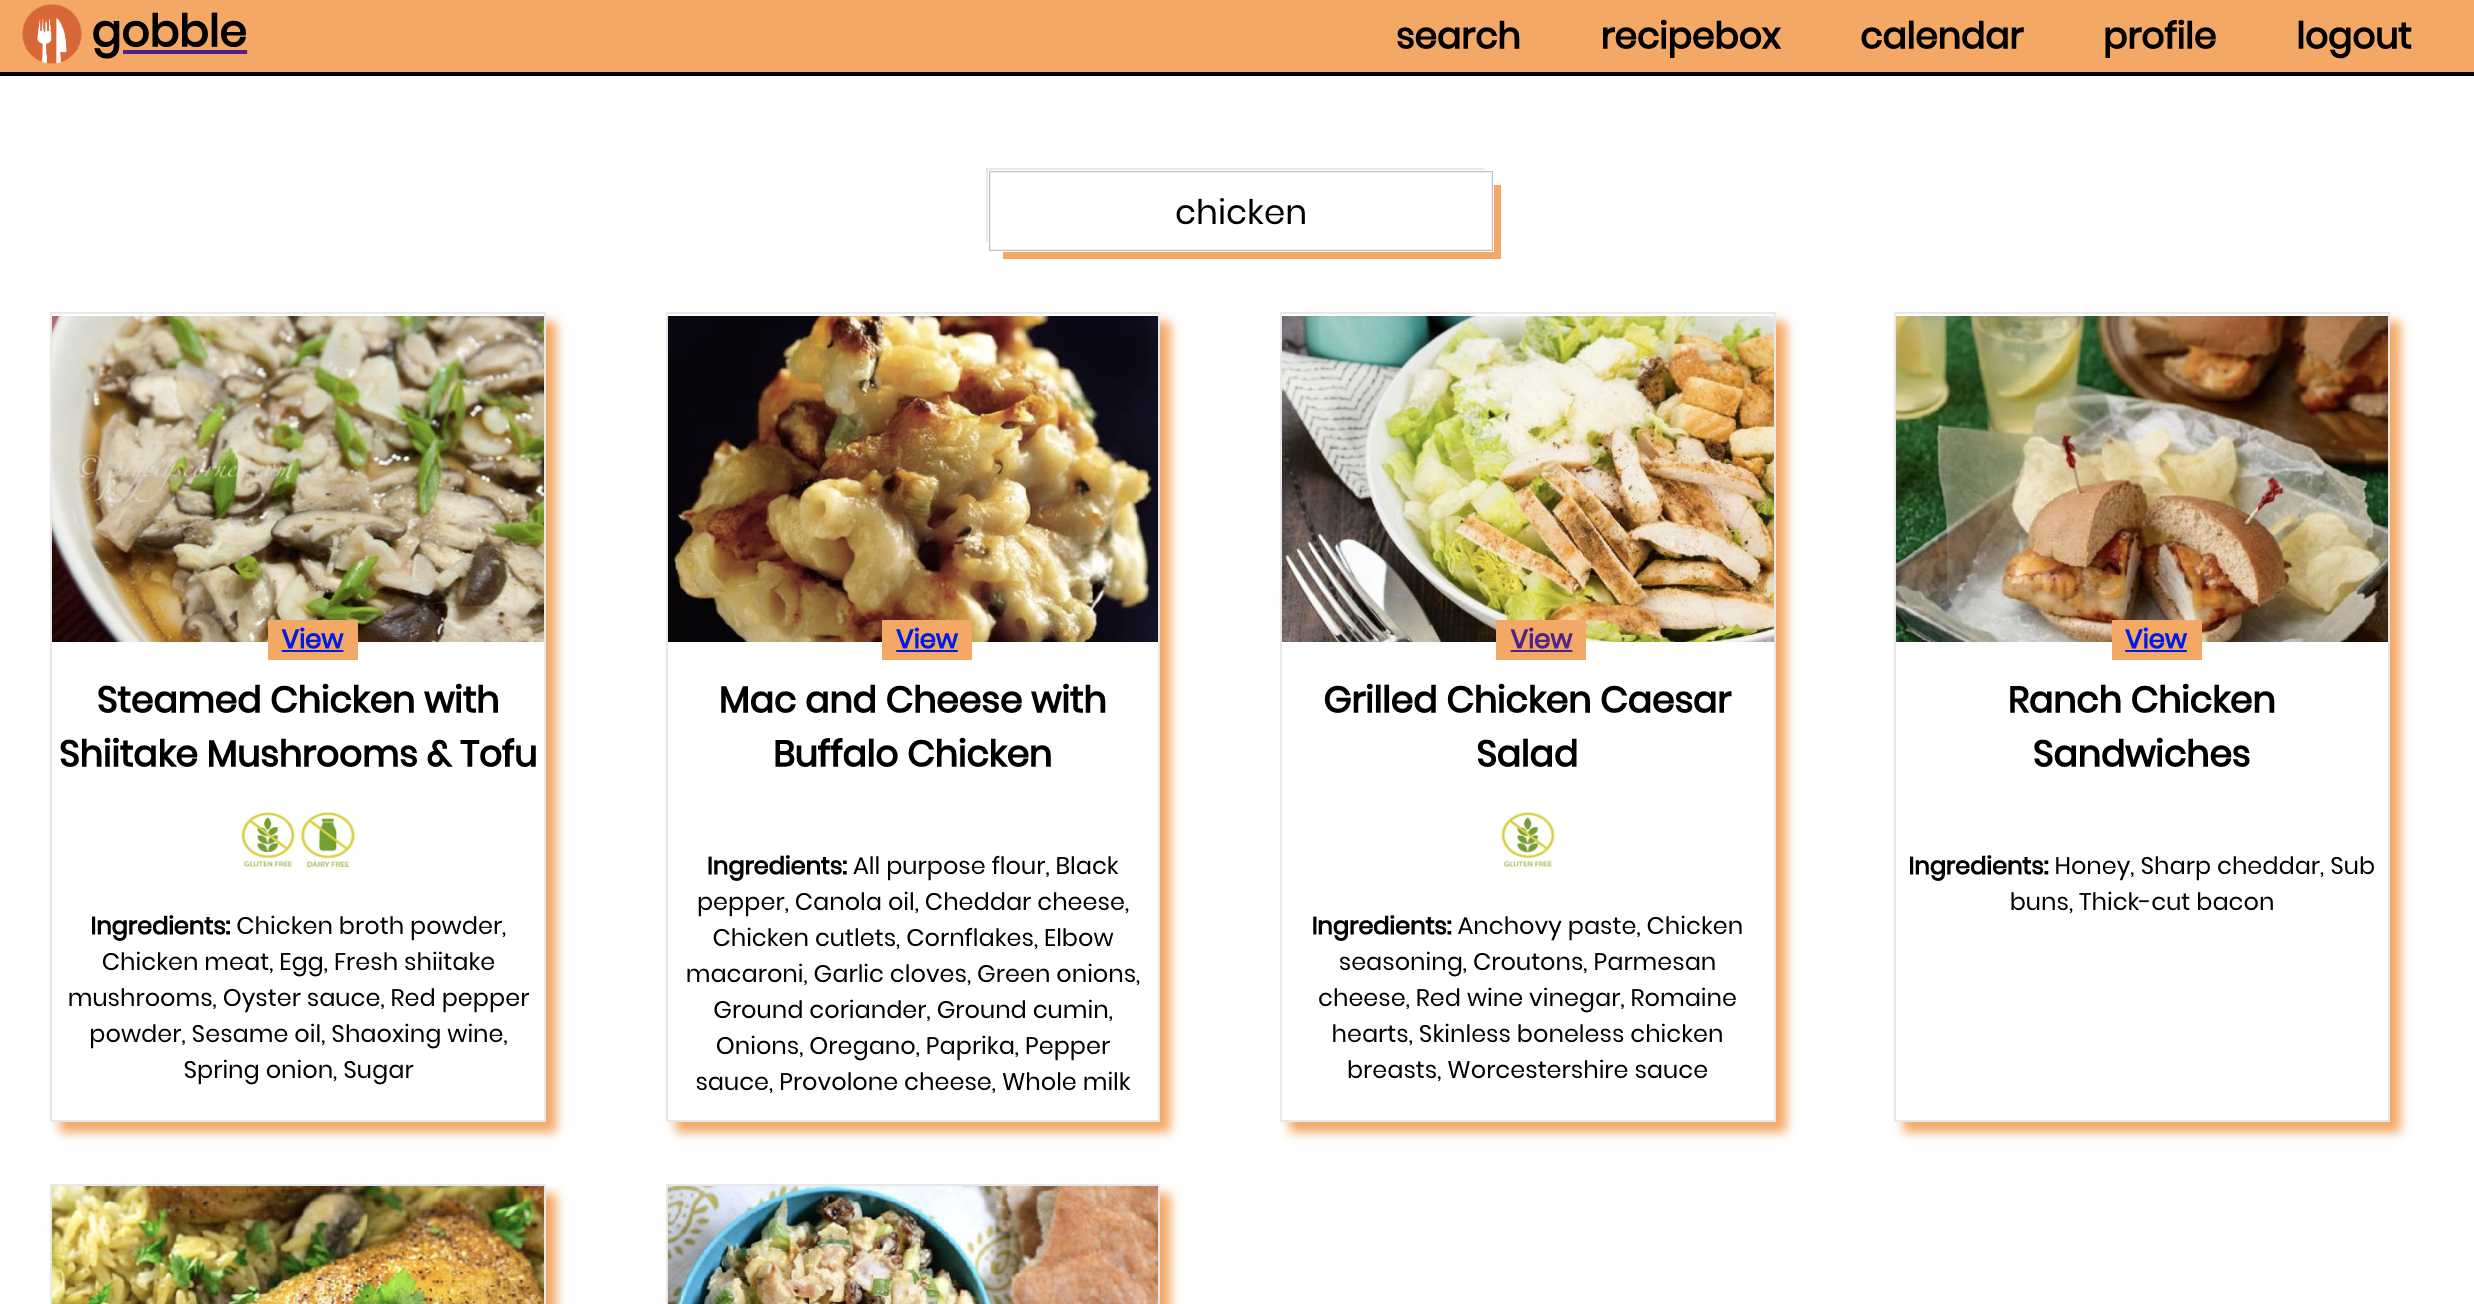 gobble
search recipebox calendar profile logout
chicken
View
Steamed Chicken with
Shiitake Mushrooms & Tofu
GLUTEN FREE DAIRY FREE
Ingredients: Chicken broth powder,
Chicken meat, Egg, Fresh shiitake
mushrooms, Oyster sauce, Red pepper
powder, Sesame oil, Shaoxing wine,
Spring onion, Sugar
View
Mac and Cheese with
Buffalo Chicken
Ingredients: All purpose flour, Black
pepper, Canola oil, Cheddar cheese,
Chicken cutlets, Cornflakes, Elbow
macaroni, Garlic cloves, Green onions,
Ground coriander, Ground cumin,
Onions, Oregano, Paprika, Pepper
sauce, Provolone cheese, Whole milk
View
Grilled Chicken Caesar
Salad
GLUTEN FREE
Ingredients: Anchovy paste, Chicken
seasoning, Croutons, Parmesan
cheese, Red wine vinegar, Romaine
hearts, Skinless boneless chicken
breasts, Worcestershire sauce
View
Ranch Chicken
Sandwiches
Ingredients: Honey, Sharp cheddar, Sub
buns, Thick-cut bacon